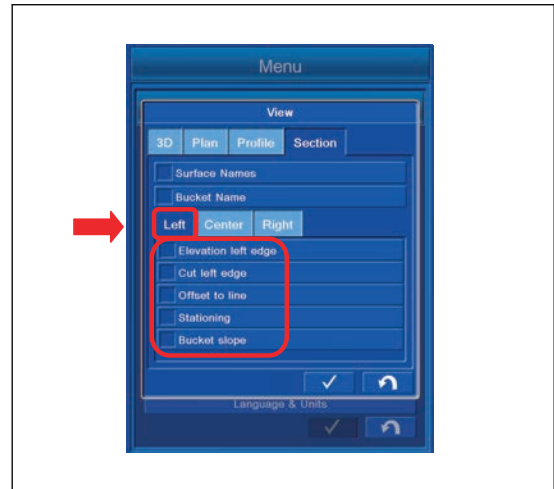 Menu
View
3D Plan Profile Section
Surface Names
Bucket Name
Left Center Right
Elevation left edge
Cut left edge
Offset to line
Stationing
Bucket slope
Language & Units